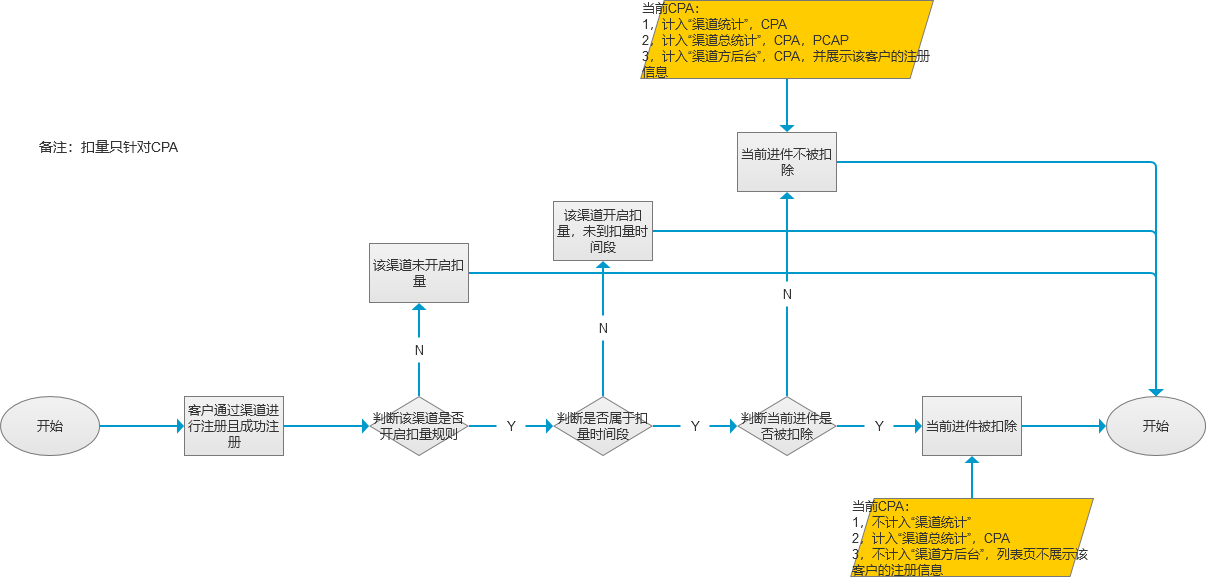 当前CPA：
1，计入“渠道统计”，CPA
2，计入“渠道总统计”，CPA，PCAP
3，计入“渠道方后台”，CPA，并展示该客户的注册
信息
备注：扣量只针对CPA
当前进件不被扣
除
该渠道开启扣
量，未到扣量时
间段
该渠道未开启扣
量
N
N
N
开始
客户通过渠道进
行注册且成功注
册
判断该渠道是否
开启扣量规则
Y
判断是否属于扣
量时间段
Y
判断当前进件是
否被扣除
Y
当前进件被扣除
开始
当前CPA：
1，不计入“渠道统计”
2，计入“渠道总统计”，CPA
3，不计入“渠道方后台”，列表页不展示该
客户的注册信息